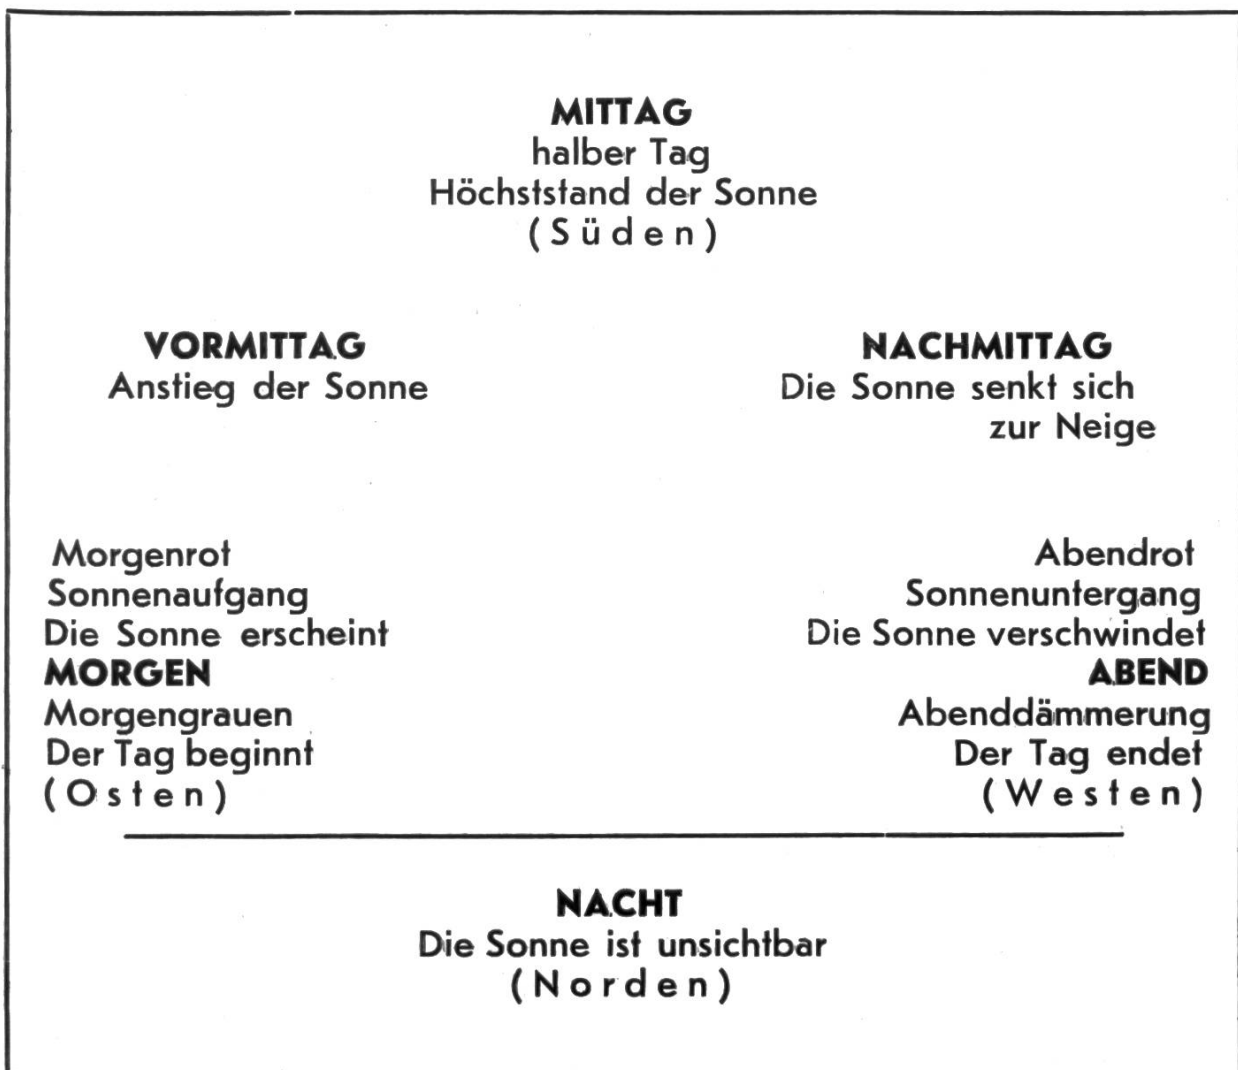 MITTAG
halber Tag
Höchststand der Sonne
(Süden)
VORMITTAG
Anstieg der Sonne
NACHMITTAG
Die Sonne senkt sich
zur Neige
Morgenrot
Sonnenaufgang
Die Sonne erscheint
MORGEN
Morgengrauen
Der Tag beginnt
(Osten)
Abendrot
Sonnenuntergang
Die Sonne verschwindet
ABEND
Abenddämmerung
Der Tag endet
(Westen)
NACHT
Die Sonne ist unsichtbar
(Norden)